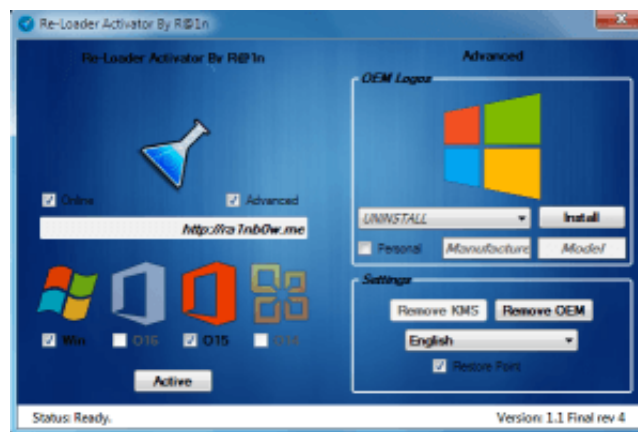 Re-Loader Activator By R@1n
Re-Loader Activator By R@1n
Online
Advanced
http://ra1nb0w.me
Win
O16
O15
Active
Advanced
OEM Logos
UNINSTALL
Install
Personal
Manufacture
Model
Settings
Remove KMS
Remove OEM
English
Restore Point
Status: Ready.
Version: 1.1 Final rev 4